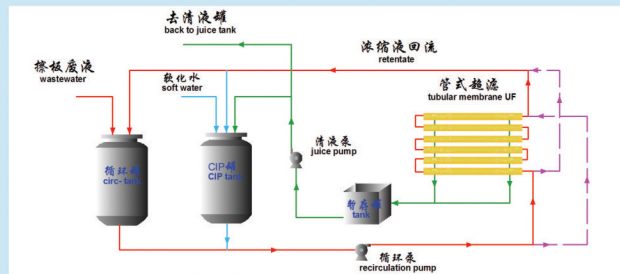 去清液罐
back to juice tank
浓缩液回流
retentate
擦板废液
wastewater
软化水
soft water
管式超滤
tubular membrane UF
清液泵
juice pump
循环罐
circ- tank
CIP罐
CIP tank
暂存罐
tank
循环泵
recirculation pump